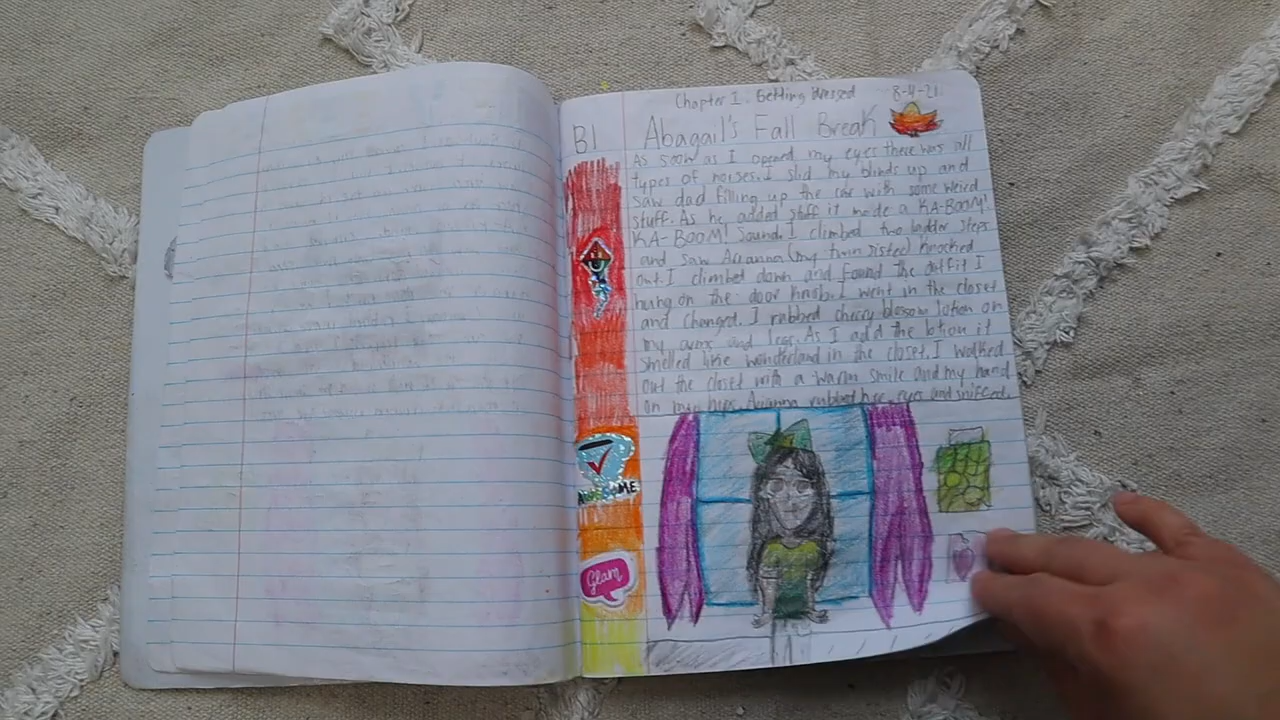 Chapter 1. Getting Dressed 8-4-21
B1 Abagail's Fall Break
As soon as I opened my eyes there was all
types of noises. I slid my blinds up and
saw dad filling up the car with some weird
stuff. As he added stuff it made a KA-BOOM!
KA-BOOM! Sound. I climbed two ladder steps
and saw Arianna (my twin sister) knocked
out. I climbed down and found the outfit I
hung on the door knob. I went in the closet
and changed. I rubbed cherry blossom lotion on
my arms and legs. As I add the lotion it
smelled like wonderland in the closet. I walked
out the closet with a warm smile and my hand
on my hips. Arianna rubbed her eyes and sniffed.
AWESOME
Glam